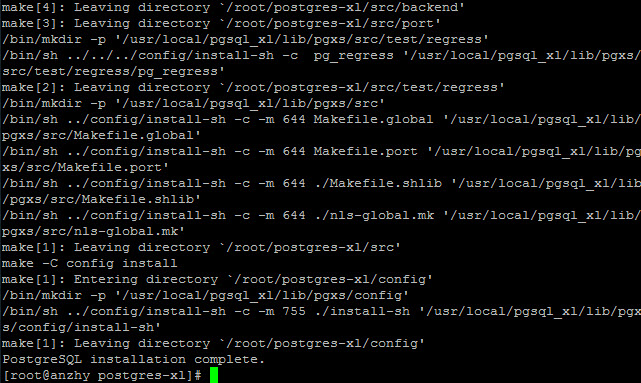 make[4]: Leaving directory `/root/postgres-xl/src/backend'
make[3]: Leaving directory `/root/postgres-xl/src/port'
/bin/mkdir -p '/usr/local/pgsql_xl/lib/pgxs/src/test/regress'
/bin/sh ../../../config/install-sh -c  pg_regress '/usr/local/pgsql_xl/lib/pgxs/
src/test/regress/pg_regress'
make[2]: Leaving directory `/root/postgres-xl/src/test/regress'
/bin/mkdir -p '/usr/local/pgsql_xl/lib/pgxs/src'
/bin/sh ../config/install-sh -c -m 644 Makefile.global '/usr/local/pgsql_xl/lib/
pgxs/src/Makefile.global'
/bin/sh ../config/install-sh -c -m 644 Makefile.port '/usr/local/pgsql_xl/lib/pg
xs/src/Makefile.port'
/bin/sh ../config/install-sh -c -m 644 ./Makefile.shlib '/usr/local/pgsql_xl/lib
/pgxs/src/Makefile.shlib'
/bin/sh ../config/install-sh -c -m 644 ./nls-global.mk '/usr/local/pgsql_xl/lib/
pgxs/src/nls-global.mk'
make[1]: Leaving directory `/root/postgres-xl/src'
make -C config install
make[1]: Entering directory `/root/postgres-xl/config'
/bin/mkdir -p '/usr/local/pgsql_xl/lib/pgxs/config'
/bin/sh ../config/install-sh -c -m 755 ./install-sh '/usr/local/pgsql_xl/lib/pgx
s/config/install-sh'
make[1]: Leaving directory `/root/postgres-xl/config'
PostgreSQL installation complete.
[root@anzhy postgres-xl]#